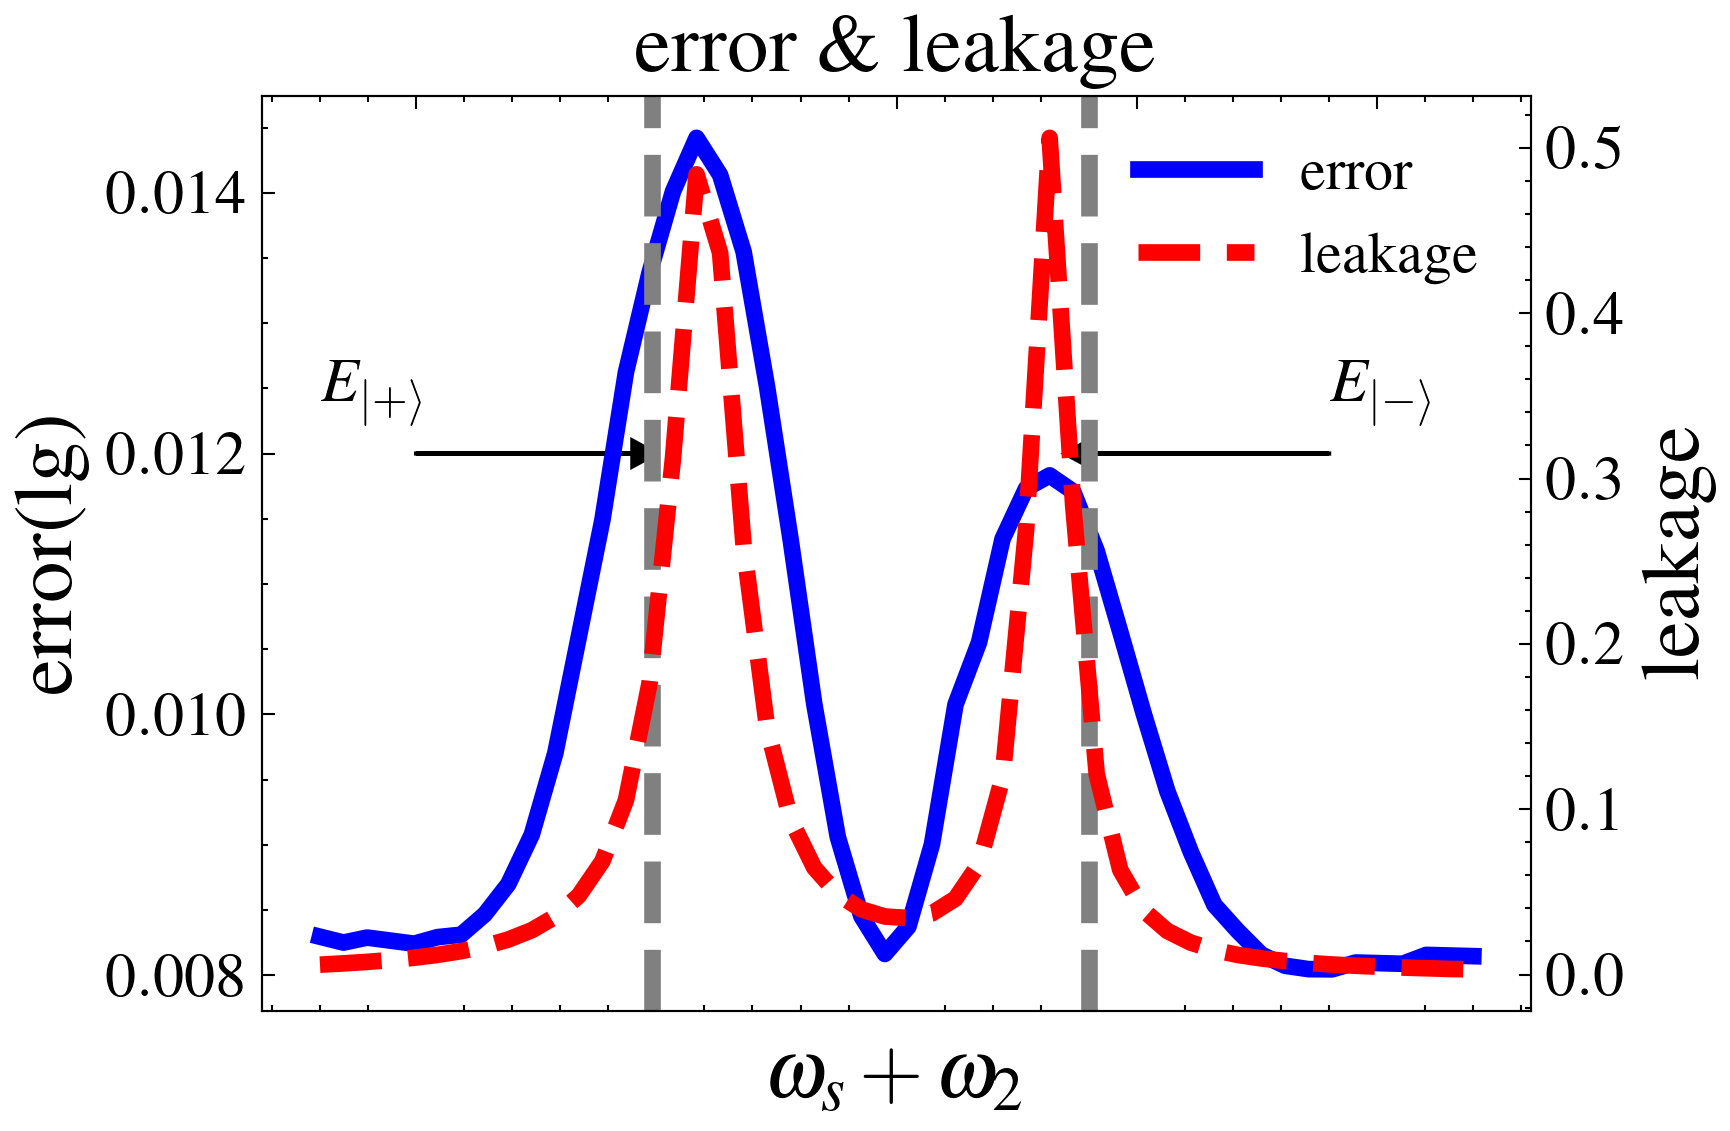 error & leakage
error
leakage
E|+⟩
E|−⟩
0.014
0.012
0.010
0.008
error(lg)
0.5
0.4
0.3
0.2
0.1
0.0
leakage
ωs + ω2